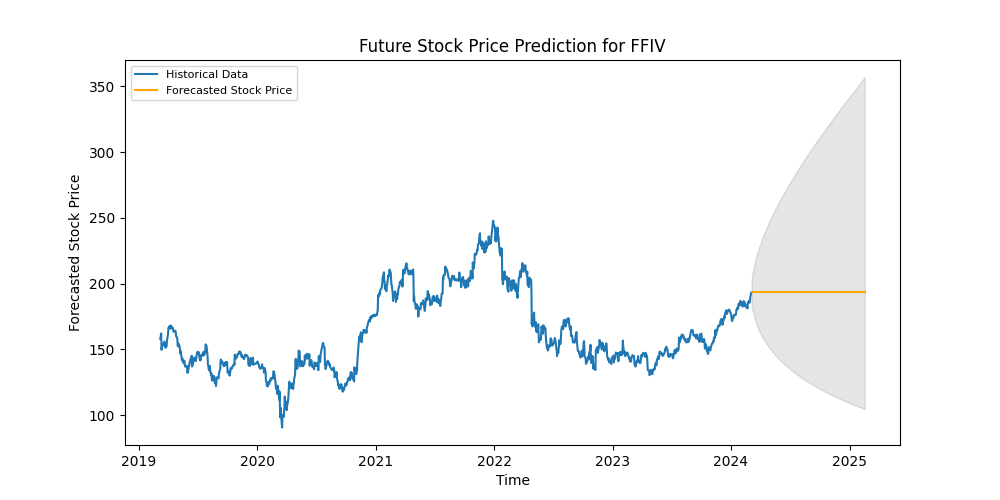 Future Stock Price Prediction for FFIV
Historical Data
Forecasted Stock Price
350
300
250
200
150
100
Forecasted Stock Price
2019 2020 2021 2022 2023 2024 2025
Time